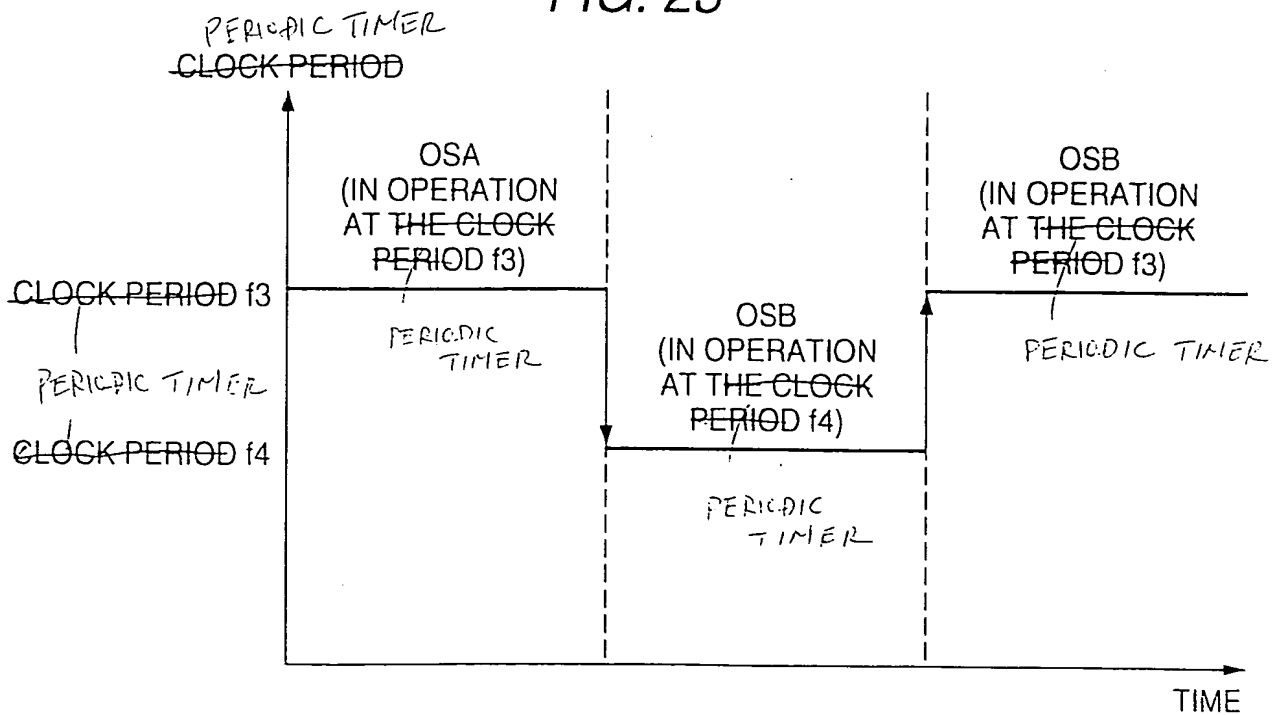 FIG. 25
PERIODIC TIMER
CLOCK PERIOD
OSA
(IN OPERATION
AT THE CLOCK
PERIOD f3)
PERIODIC
TIMER
OSB
(IN OPERATION
AT THE CLOCK
PERIOD f4)
PERIODIC
TIMER
OSB
(IN OPERATION
AT THE CLOCK
PERIOD f3)
PERIODIC TIMER
CLOCK PERIOD f3
PERIODIC TIMER
CLOCK PERIOD f4
TIME